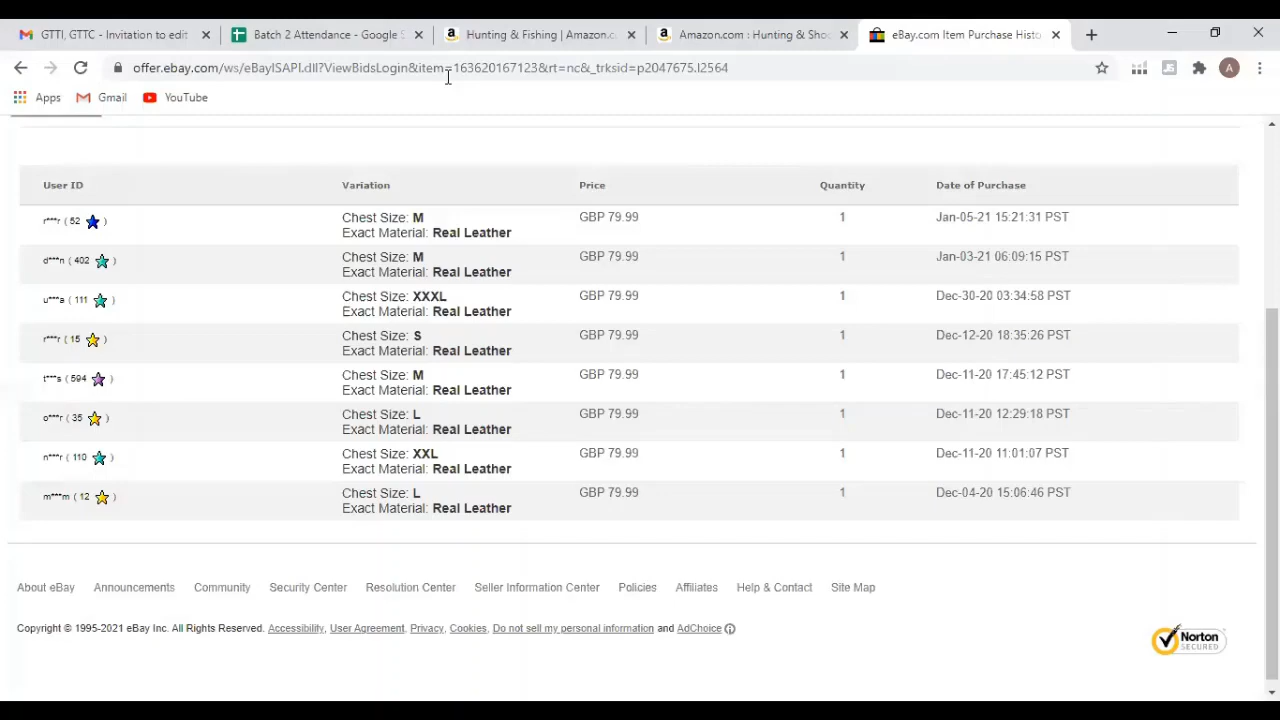 GTTI, GTTC - Invitation to edit
Batch 2 Attendance - Google S
Hunting & Fishing | Amazon.c
Amazon.com : Hunting & Shoo
eBay.com Item Purchase Histo
offer.ebay.com/ws/eBayISAPI.dll?ViewBidsLogin&item=163620167123&rt=nc&_trksid=p2047675.l2564
A
Apps Gmail YouTube
User ID Variation Price Quantity Date of Purchase
r***r ( 52 ) Chest Size: M GBP 79.99 1 Jan-05-21 15:21:31 PST
Exact Material: Real Leather
d***n ( 402 ) Chest Size: M GBP 79.99 1 Jan-03-21 06:09:15 PST
Exact Material: Real Leather
u***a ( 111 ) Chest Size: XXXL GBP 79.99 1 Dec-30-20 03:34:58 PST
Exact Material: Real Leather
r***r ( 15 ) Chest Size: S GBP 79.99 1 Dec-12-20 18:35:26 PST
Exact Material: Real Leather
t***s ( 594 ) Chest Size: M GBP 79.99 1 Dec-11-20 17:45:12 PST
Exact Material: Real Leather
o***r ( 35 ) Chest Size: L GBP 79.99 1 Dec-11-20 12:29:18 PST
Exact Material: Real Leather
n***r ( 110 ) Chest Size: XXL GBP 79.99 1 Dec-11-20 11:01:07 PST
Exact Material: Real Leather
m***m ( 12 ) Chest Size: L GBP 79.99 1 Dec-04-20 15:06:46 PST
Exact Material: Real Leather
About eBay Announcements Community Security Center Resolution Center Seller Information Center Policies Affiliates Help & Contact Site Map
Copyright © 1995-2021 eBay Inc. All Rights Reserved. Accessibility, User Agreement, Privacy, Cookies, Do not sell my personal information and AdChoice
Norton
SECURED